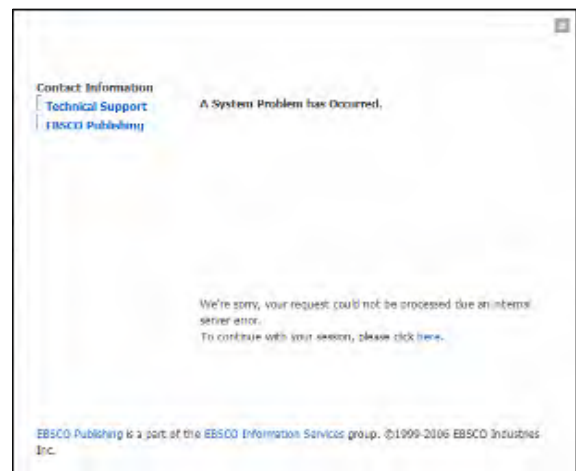 Contact Information
Technical Support
EBSCO Publishing
A System Problem has Occurred.
We're sorry, your request could not be processed due an internal
server error.
To continue with your session, please click here.
EBSCO Publishing is a part of the EBSCO Information Services group. ©1999-2006 EBSCO Industries
Inc.